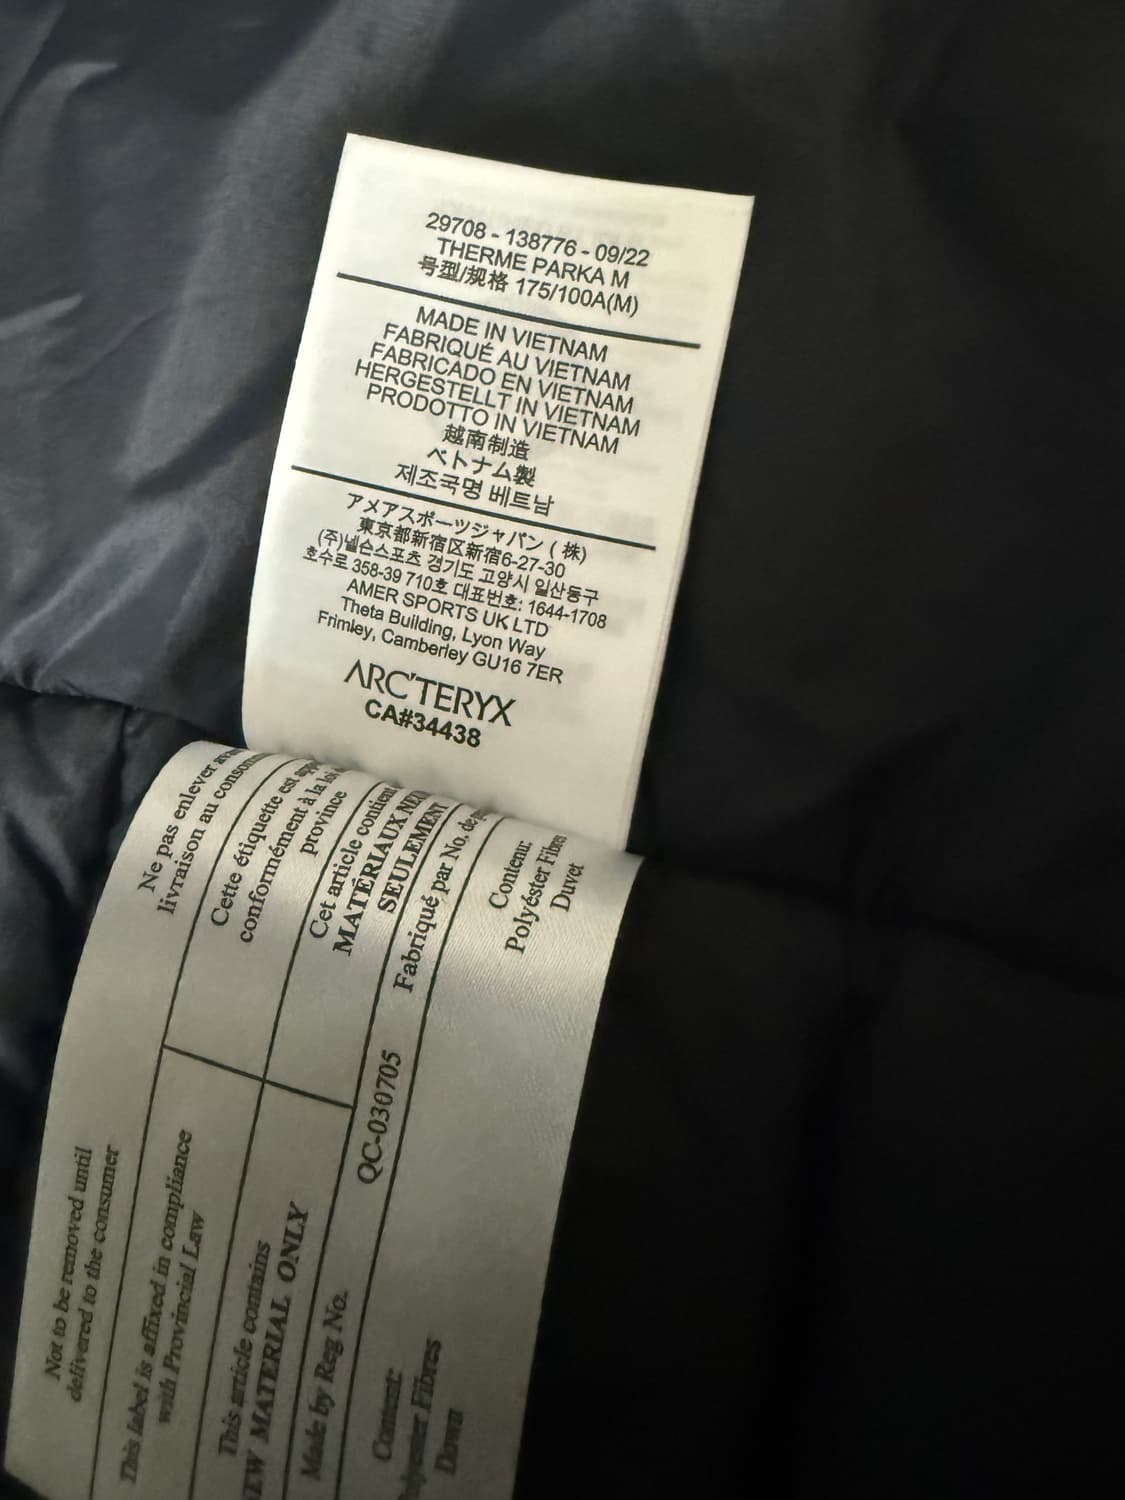 29708 - 138776 - 09/22
THERME PARKA M
号型/规格 175/100A(M)
MADE IN VIETNAM
FABRIQUÉ AU VIETNAM
FABRICADO EN VIETNAM
HERGESTELLT IN VIETNAM
PRODOTTO IN VIETNAM
越南制造
ベトナム製
제조국명 베트남
アメアスポーツジャパン (株)
東京都新宿区新宿6-27-30
(주)넬슨스포츠 경기도 고양시 일산동구
호수로 358-39 710호 대표번호: 1644-1708
AMER SPORTS UK LTD
Theta Building, Lyon Way
Frimley, Camberley GU16 7ER
ARC'TERYX
CA#34438
Ne pas enlever
livraison au
Cette étiquette est
conformément à la loi
province
Cet article contient
MATÉRIAUX
SEULEMENT
Fabriqué par No. de
Contenu:
Polyéster Fibres
Duvet
QC-030705
Not to be removed until
delivered to the consumer
This label is affixed in compliance
with Provincial Law
This article contains
MATERIAL ONLY
Made by Reg No.
Content:
Fibres
Down